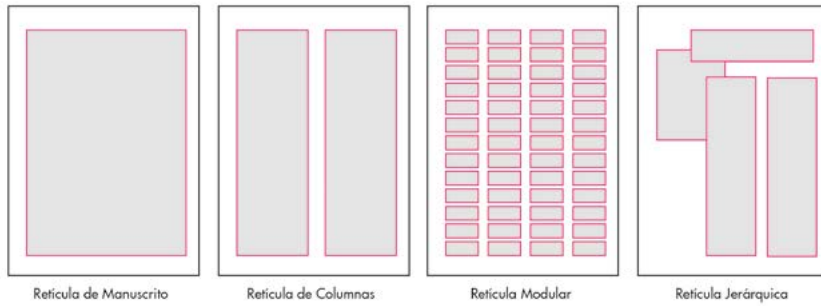 Retícula de Manuscrito
Retícula de Columnas
Retícula Modular
Retícula Jerárquica